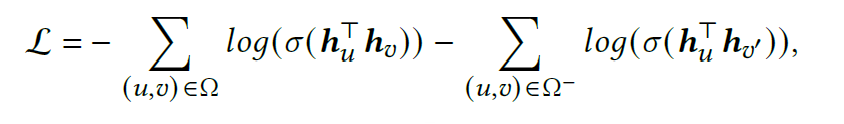 ℒ = − ∑_{(u,v)∈Ω} log(σ(h_u^⊤ h_v)) − ∑_{(u,v)∈Ω^−} log(σ(h_u^⊤ h_{v′})),